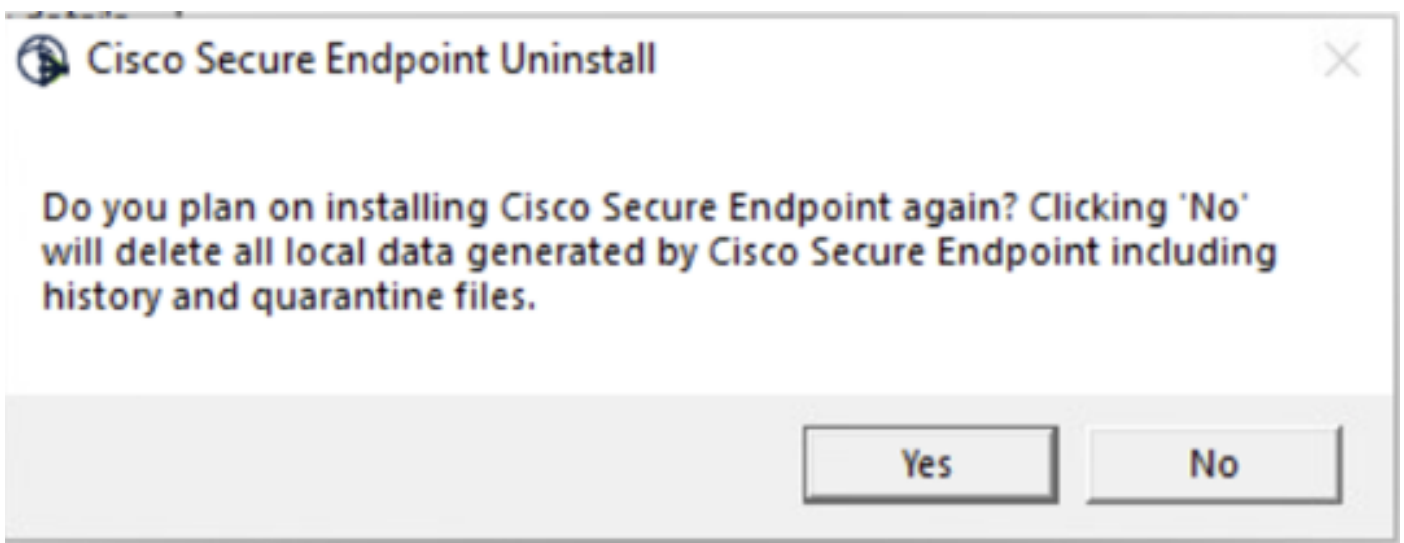 Cisco Secure Endpoint Uninstall
Do you plan on installing Cisco Secure Endpoint again? Clicking 'No'
will delete all local data generated by Cisco Secure Endpoint including
history and quarantine files.
Yes
No